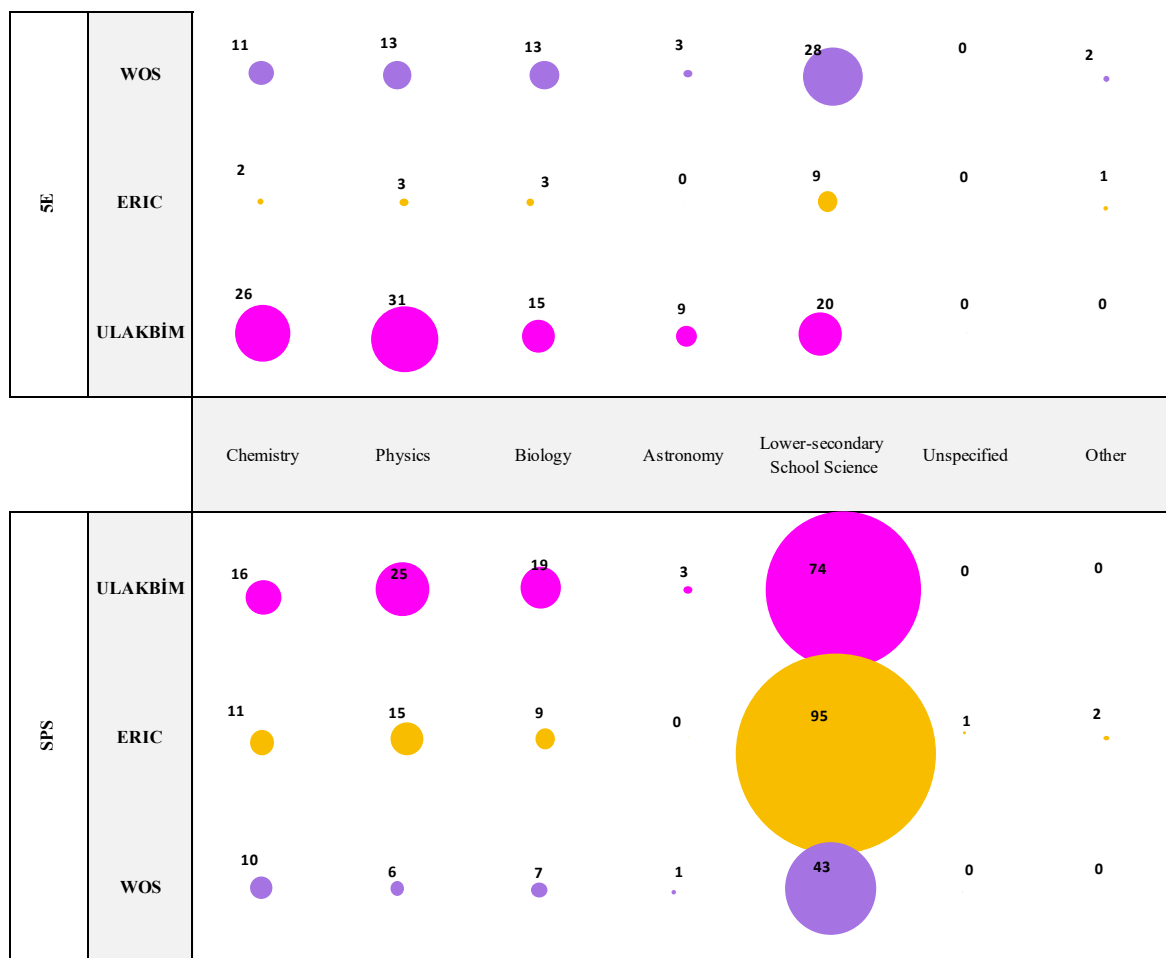 11 13 13 3 28 0 2
WOS
2 3 3 0 9 0 1
5E ERIC
26 31 15 9 20 0 0
ULAKBİM
Chemistry Physics Biology Astronomy Lower-secondary School Science Unspecified Other
16 25 19 3 74 0 0
ULAKBİM
11 15 9 0 95 1 2
SPS ERIC
10 6 7 1 43 0 0
WOS